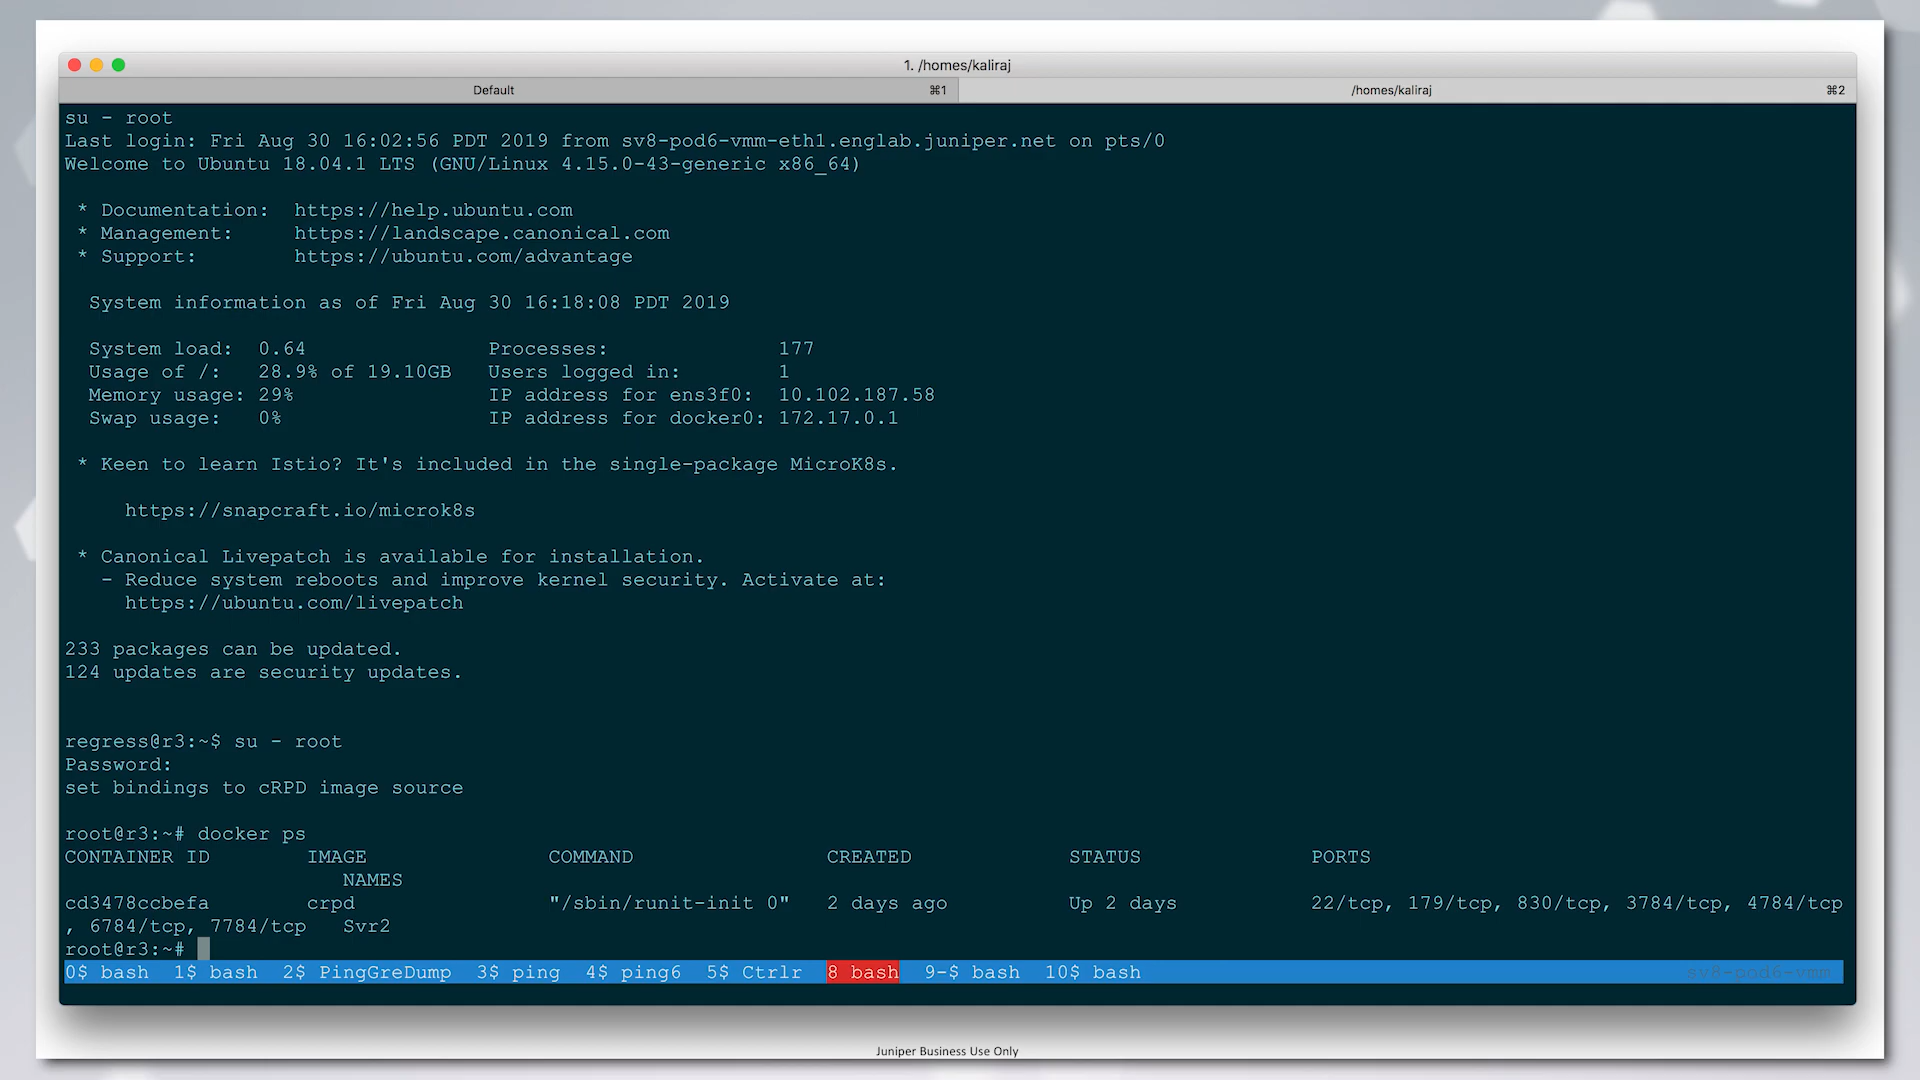 1. /homes/kaliraj
Default ⌘1 /homes/kaliraj ⌘2
su - root
Last login: Fri Aug 30 16:02:56 PDT 2019 from sv8-pod6-vmm-eth1.englab.juniper.net on pts/0
Welcome to Ubuntu 18.04.1 LTS (GNU/Linux 4.15.0-43-generic x86_64)
* Documentation: https://help.ubuntu.com
* Management: https://landscape.canonical.com
* Support: https://ubuntu.com/advantage
System information as of Fri Aug 30 16:18:08 PDT 2019
System load: 0.64 Processes: 177
Usage of /: 28.9% of 19.10GB Users logged in: 1
Memory usage: 29% IP address for ens3f0: 10.102.187.58
Swap usage: 0% IP address for docker0: 172.17.0.1
* Keen to learn Istio? It's included in the single-package MicroK8s.
https://snapcraft.io/microk8s
* Canonical Livepatch is available for installation.
- Reduce system reboots and improve kernel security. Activate at:
https://ubuntu.com/livepatch
233 packages can be updated.
124 updates are security updates.
regress@r3:~$ su - root
Password:
set bindings to cRPD image source
root@r3:~# docker ps
CONTAINER ID IMAGE COMMAND CREATED STATUS PORTS
NAMES
cd3478ccbefa crpd "/sbin/runit-init 0" 2 days ago Up 2 days 22/tcp, 179/tcp, 830/tcp, 3784/tcp, 4784/tcp
, 6784/tcp, 7784/tcp Svr2
root@r3:~#
0$ bash 1$ bash 2$ PingGreDump 3$ ping 4$ ping6 5$ Ctrlr 8 bash 9-$ bash 10$ bash sv8-pod6-vmm
Juniper Business Use Only